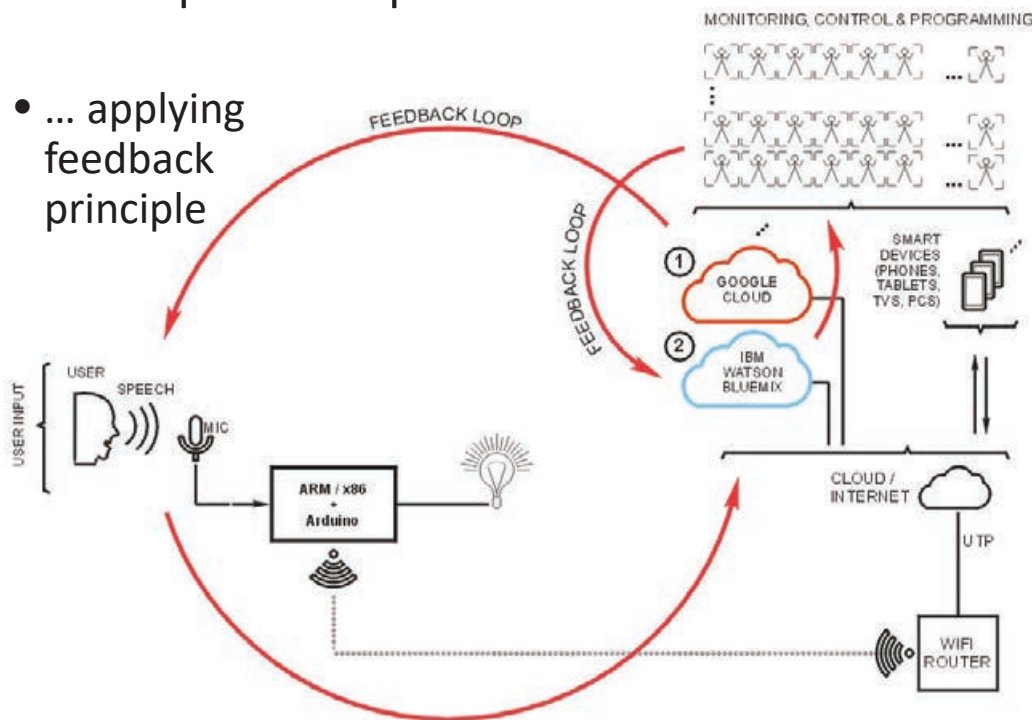 • ... applying
feedback
principle
MONITORING, CONTROL & PROGRAMMING
...
...
...
FEEDBACK LOOP
FEEDBACK LOOP
1
GOOGLE
CLOUD
2
IBM
WATSON
BLUEMIX
SMART
DEVICES
(PHONES,
TABLETS,
TVS, PCS)
USER INPUT
USER
SPEECH
MIC
ARM / x86
+
Arduino
CLOUD /
INTERNET
UTP
WIFI
ROUTER